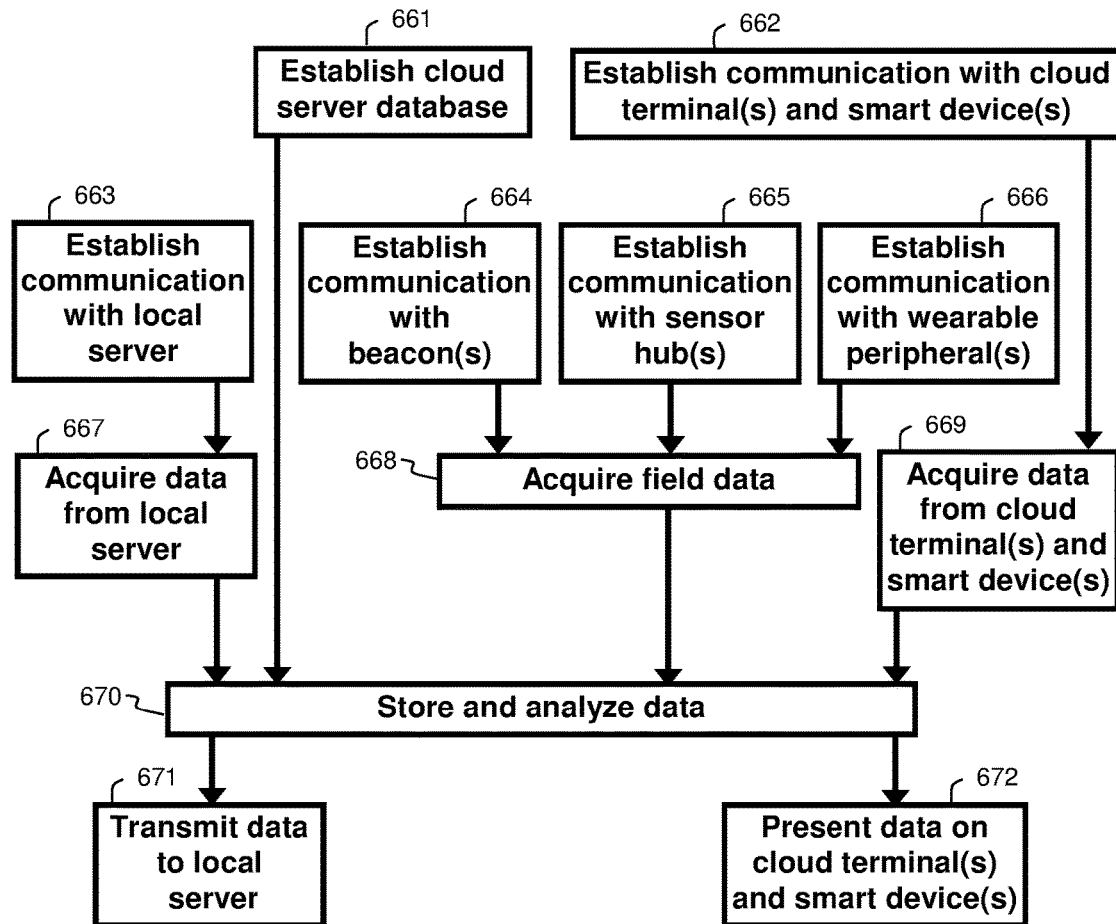 661
Establish cloud
server database
662
Establish communication with cloud
terminal(s) and smart device(s)
663
Establish
communication
with local
server
664
Establish
communication
with
beacon(s)
665
Establish
communication
with sensor
hub(s)
666
Establish
communication
with wearable
peripheral(s)
667
Acquire data
from local
server
668
Acquire field data
669
Acquire data
from cloud
terminal(s) and
smart device(s)
670
Store and analyze data
671
Transmit data
to local
server
672
Present data on
cloud terminal(s)
and smart device(s)